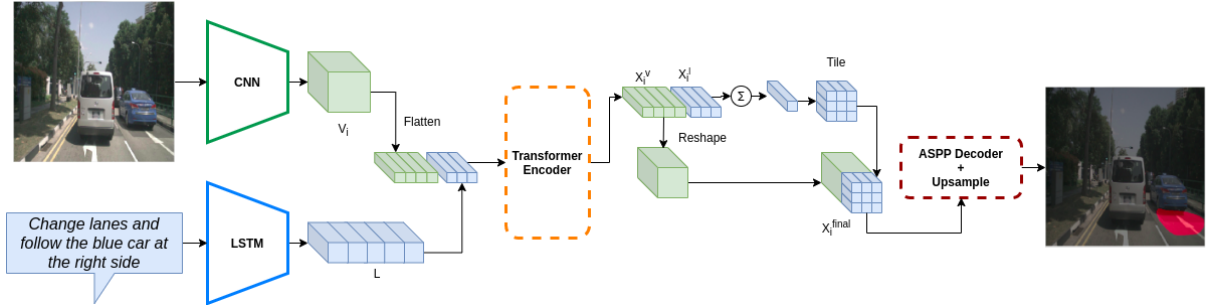 CNN
V_i
Flatten
Change lanes and
follow the blue car at
the right side
LSTM
L
Transformer
Encoder
X_i^v
X_i^l
Σ
Tile
Reshape
X_i^final
ASPP Decoder
+
Upsample